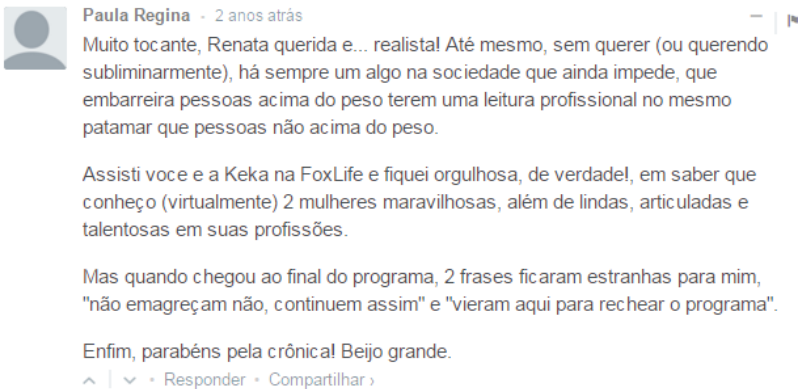 Paula Regina • 2 anos atrás
Muito tocante, Renata querida e... realista! Até mesmo, sem querer (ou querendo
subliminarmente), há sempre um algo na sociedade que ainda impede, que
embarreira pessoas acima do peso terem uma leitura profissional no mesmo
patamar que pessoas não acima do peso.
Assisti voce e a Keka na FoxLife e fiquei orgulhosa, de verdade!, em saber que
conheço (virtualmente) 2 mulheres maravilhosas, além de lindas, articuladas e
talentosas em suas profissões.
Mas quando chegou ao final do programa, 2 frases ficaram estranhas para mim,
"não emagreçam não, continuem assim" e "vieram aqui para rechear o programa".
Enfim, parabéns pela crônica! Beijo grande.
• Responder • Compartilhar ›